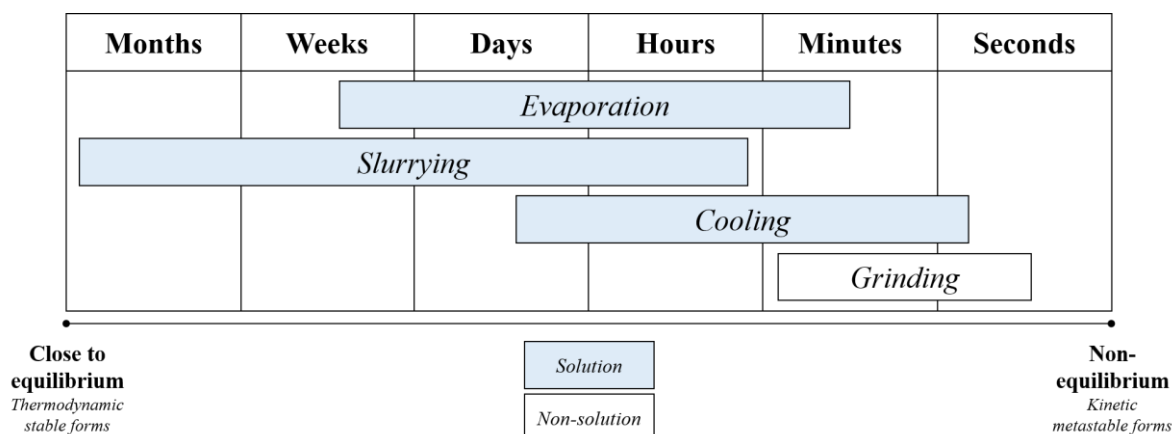 Months Weeks Days Hours Minutes Seconds
Evaporation
Slurrying
Cooling
Grinding
Close to
equilibrium
Thermodynamic
stable forms
Solution
Non-solution
Non-
equilibrium
Kinetic
metastable forms